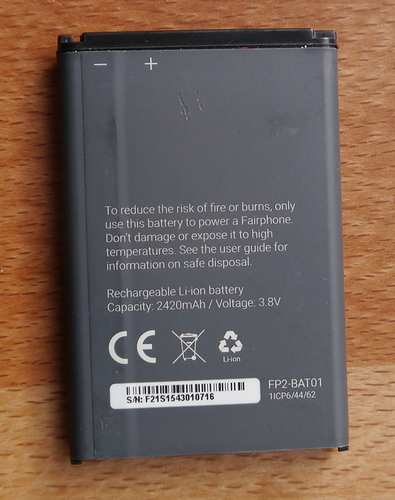 − +
To reduce the risk of fire or burns, only
use this battery to power a Fairphone.
Don't damage or expose it to high
temperatures. See the user guide for
information on safe disposal.
Rechargeable Li-ion battery
Capacity: 2420mAh / Voltage: 3.8V
CE
Li-ion
S/N: F21S1543010716
FP2-BAT01
1ICP6/44/62